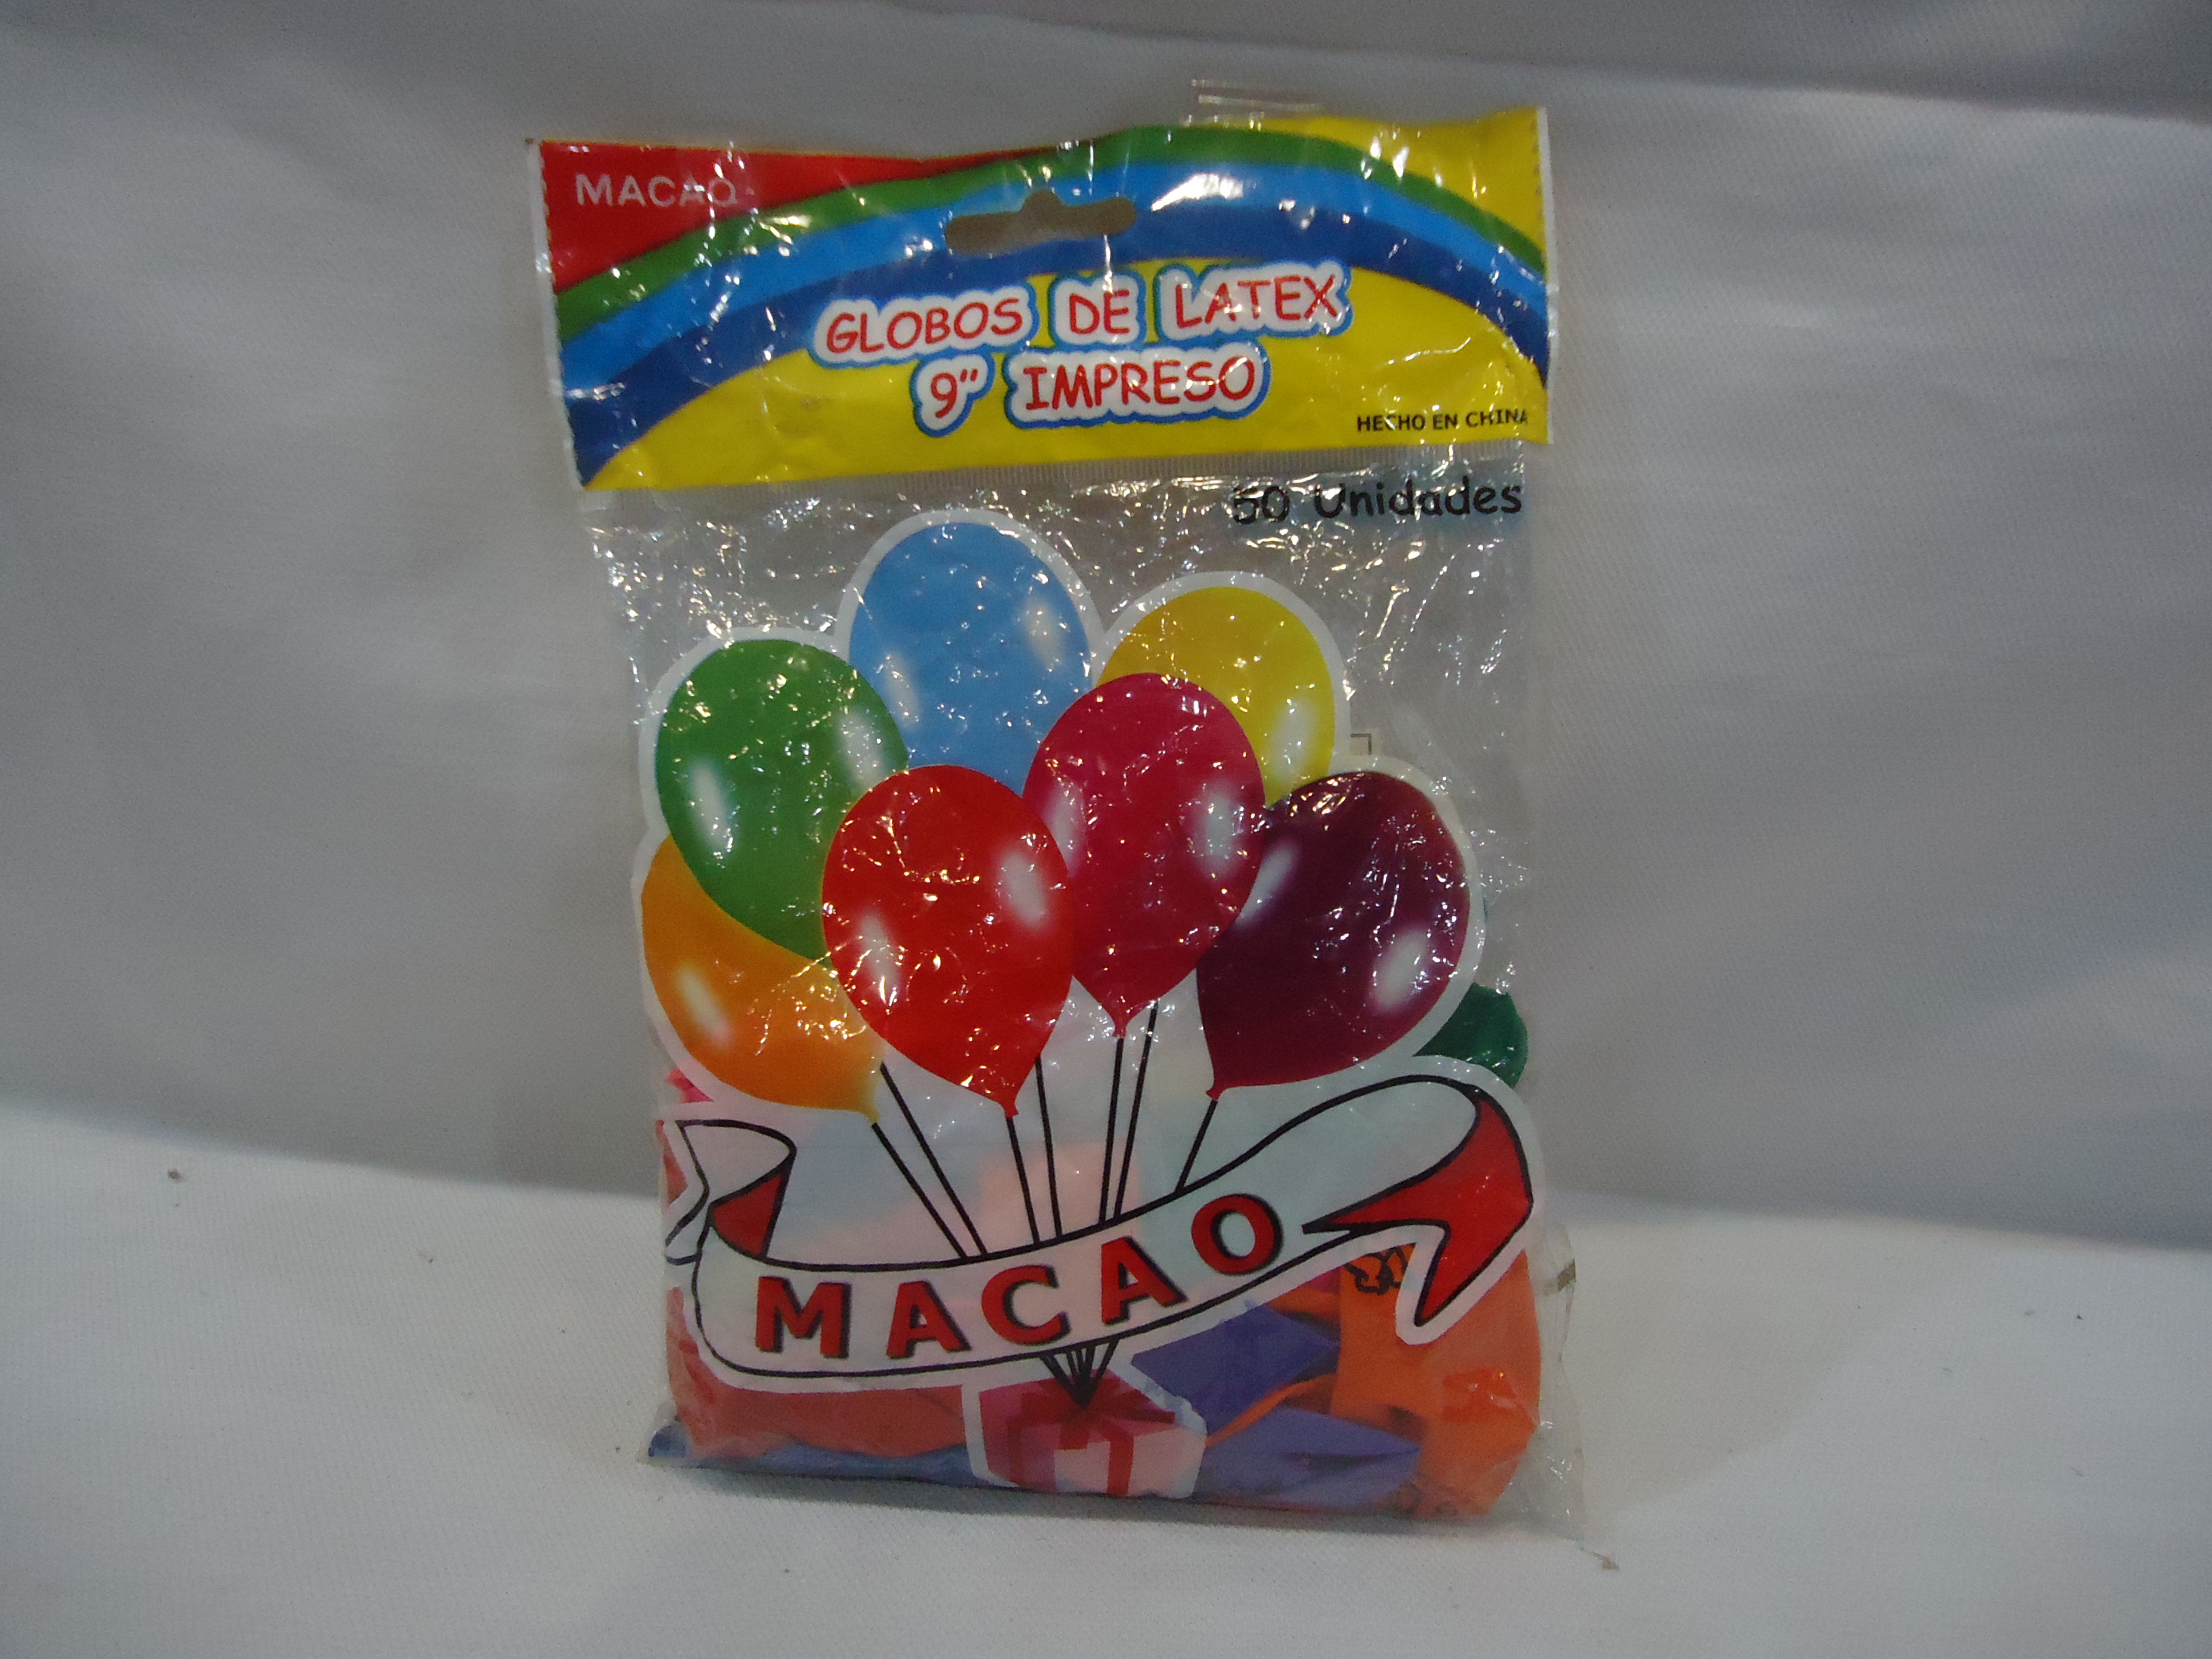 MACAO
GLOBOS DE LATEX
9" IMPRESO
HECHO EN CHINA
50 Unidades
MACAO